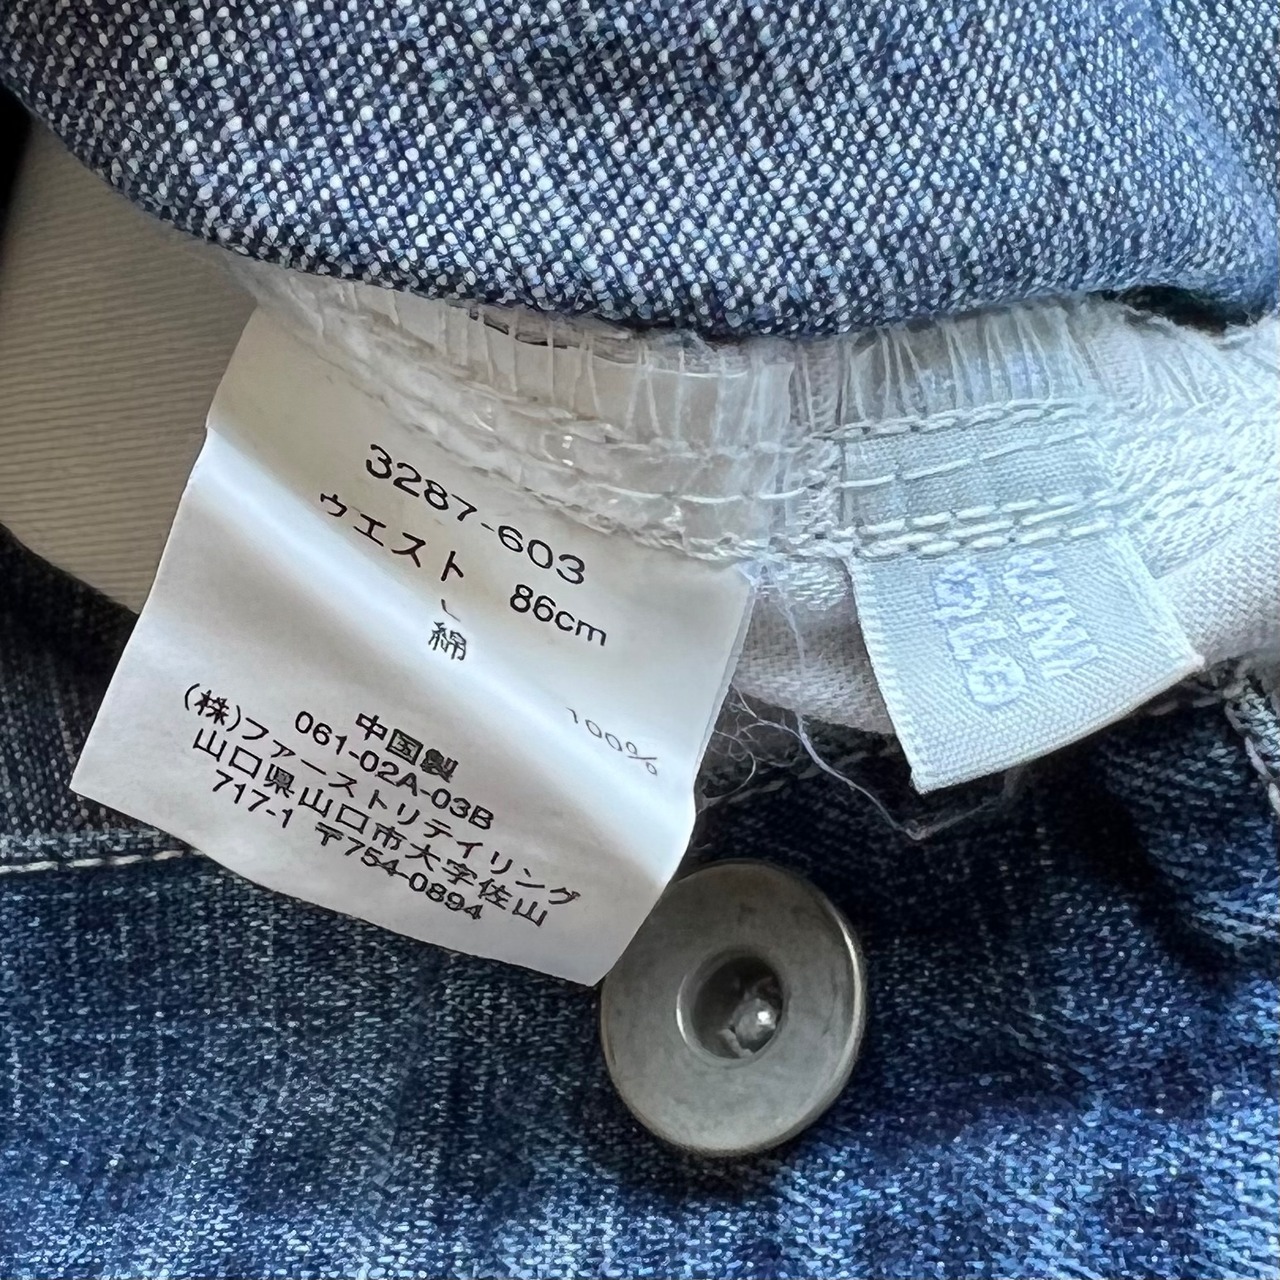 3287-603
ウエスト 86cm
綿 100%
中国製
061-02A-03B
(株)ファーストリテイリング
山口県山口市大字佐山
717-1 〒754-0894